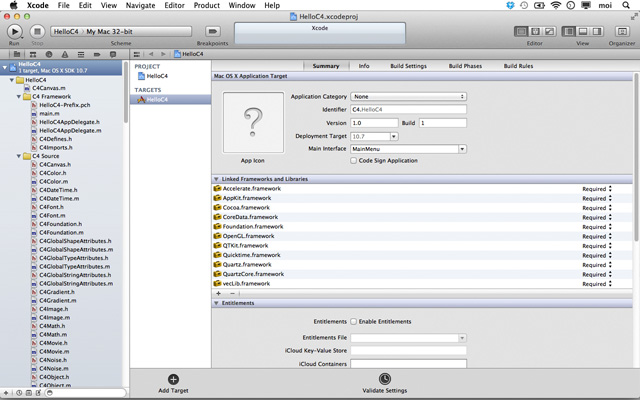 Xcode File Edit View Navigate Editor Product Window Help moi
HelloC4.xcodeproj
HelloC4 My Mac 32-bit
Xcode
Run Stop Scheme Breakpoints Editor View Organizer
HelloC4
1 target, Mac OS X SDK 10.7
HelloC4
C4Canvas.m
C4 Framework
HelloC4-Prefix.pch
main.m
HelloC4AppDelegate.h
HelloC4AppDelegate.m
C4Defines.h
C4Imports.h
C4 Source
C4Canvas.h
C4Color.h
C4Color.m
C4DateTime.h
C4DateTime.m
C4Font.h
C4Font.m
C4Foundation.h
C4Foundation.m
C4GlobalShapeAttributes.h
C4GlobalShapeAttributes.m
C4GlobalTypeAttributes.h
C4GlobalTypeAttributes.m
C4GlobalStringAttributes.h
C4GlobalStringAttributes.m
C4Gradient.h
C4Gradient.m
C4Image.h
C4Image.m
C4Math.h
C4Math.m
C4Movie.h
C4Movie.m
C4Noise.h
C4Noise.m
C4Object.h
C4Object.m
HelloC4
PROJECT
HelloC4
TARGETS
HelloC4
Summary Info Build Settings Build Phases Build Rules
Mac OS X Application Target
?
App Icon
Application Category None
Identifier C4.HelloC4
Version 1.0 Build 1
Deployment Target 10.7
Main Interface MainMenu
Code Sign Application
Linked Frameworks and Libraries
Accelerate.framework Required
AppKit.framework Required
Cocoa.framework Required
CoreData.framework Required
Foundation.framework Required
OpenGL.framework Required
QTKit.framework Required
Quicktime.framework Required
Quartz.framework Required
QuartzCore.framework Required
vecLib.framework Required
+ −
Entitlements
Entitlements Enable Entitlements
Entitlements File
iCloud Key-Value Store
iCloud Containers
Add Target Validate Settings